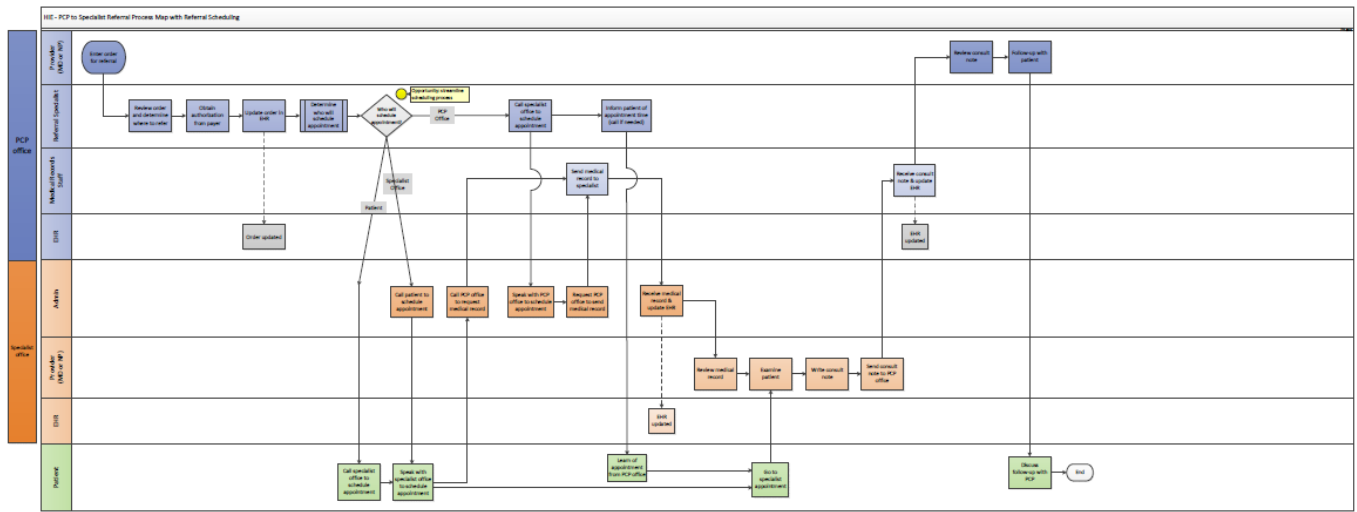 HIE - PCP to Specialist Referral Process Map with Referral Scheduling
PCP
office
Specialist
office
Provider
(MD or NP)
Referral Specialist
Medical Records
Staff
EHR
Admin
Provider
(MD or NP)
EHR
Patient
Enter order
for referral
Review consult
note
Follow-up with
patient
Review order
and determine
where to refer
Obtain
authorization
from payer
Update order in
EHR
Determine
who will
schedule
appointment
Who will
schedule
appointment?
Opportunity: streamline
scheduling process
PCP
Office
Call specialist
office to
schedule
appointment
Inform patient of
appointment time
(call if needed)
Specialist
Office
Patient
Send medical
record to
specialist
Receive consult
note & update
EHR
Order updated
EHR
updated
Call patient to
schedule
appointment
Call PCP office
to request
medical record
Speak with PCP
office to schedule
appointment
Request PCP
office to send
medical record
Receive medical
record &
update EHR
Review medical
record
Examine
patient
Write consult
note
Send consult
note to PCP
office
EHR
updated
Call specialist
office to
schedule
appointment
Speak with
specialist office
to schedule
appointment
Learn of
appointment
from PCP office
Go to
specialist
appointment
Discuss
follow-up with
PCP
End